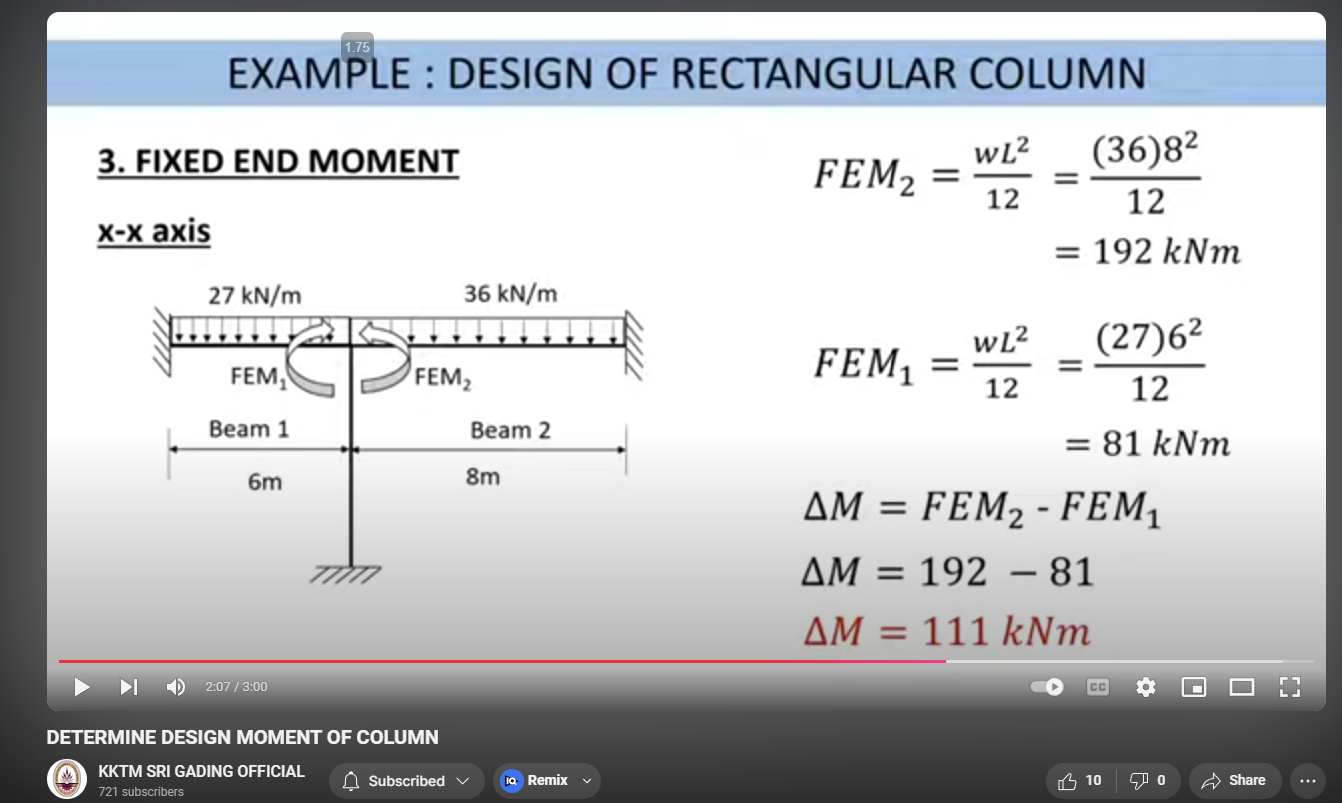 1.75
EXAMPLE : DESIGN OF RECTANGULAR COLUMN
3. FIXED END MOMENT
x-x axis
27 kN/m
36 kN/m
FEM₁
FEM₂
Beam 1
Beam 2
6m
8m
FEM₂ = wL²/12 = (36)8²/12
= 192 kNm
FEM₁ = wL²/12 = (27)6²/12
= 81 kNm
ΔM = FEM₂ - FEM₁
ΔM = 192 − 81
ΔM = 111 kNm
2:07 / 3:00
CC
DETERMINE DESIGN MOMENT OF COLUMN
KKTM SRI GADING OFFICIAL
721 subscribers
Subscribed
IQ
Remix
10
0
Share